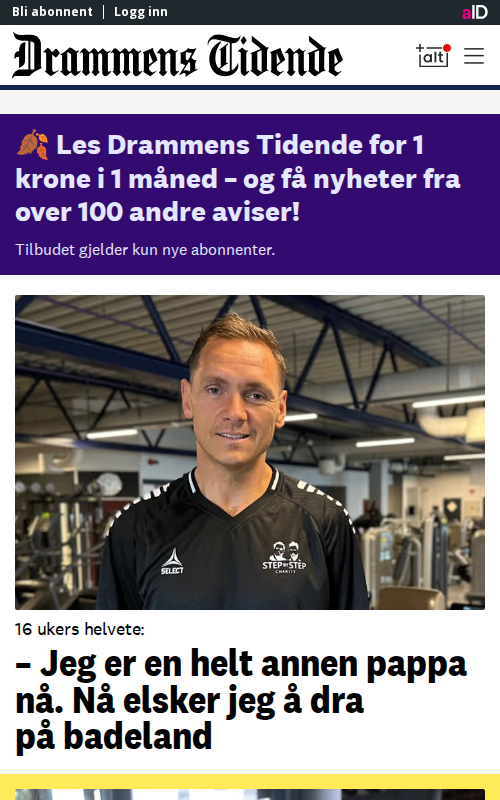 Bli abonnent | Logg inn
aID
Drammens Tidende
+alt
🍂 Les Drammens Tidende for 1
krone i 1 måned – og få nyheter fra
over 100 andre aviser!
Tilbudet gjelder kun nye abonnenter.
SELECT
STEP BY STEP
CHARITY
16 ukers helvete:
– Jeg er en helt annen pappa
nå. Nå elsker jeg å dra
på badeland